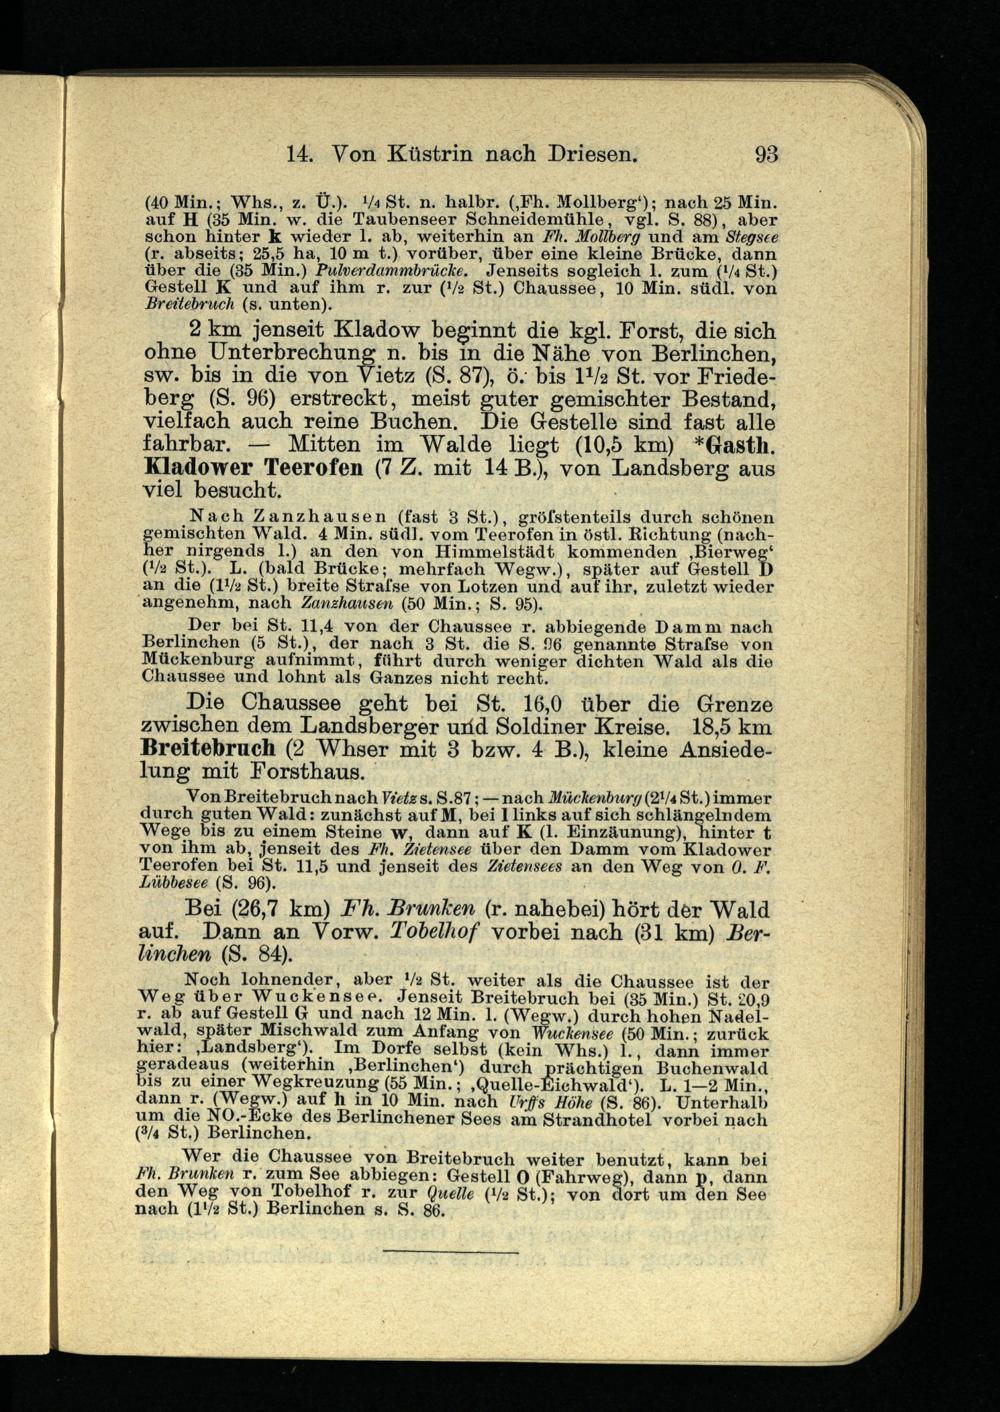 14. Von Küstrin nach Driesen. 93
(40 Min.; Whs., z. Ü.). ¼ St. n. halbr. (‚Fh. Mollberg‘); nach 25 Min.
auf H (35 Min. w. die Taubenseer Schneidemühle, vgl. S. 88), aber
schon hinter k wieder l. ab, weiterhin an Fh. Mollberg und am Stegsee
(r. abseits; 25,5 ha, 10 m t.) vorüber, über eine kleine Brücke, dann
über die (35 Min.) Pulverdammbrücke. Jenseits sogleich l. zum (¼ St.)
Gestell K und auf ihm r. zur (½ St.) Chaussee, 10 Min. südl. von
Breitebruch (s. unten).
2 km jenseit Kladow beginnt die kgl. Forst, die sich
ohne Unterbrechung n. bis in die Nähe von Berlinchen,
sw. bis in die von Vietz (S. 87), ö. bis 1½ St. vor Friede-
berg (S. 96) erstreckt, meist guter gemischter Bestand,
vielfach auch reine Buchen. Die Gestelle sind fast alle
fahrbar. — Mitten im Walde liegt (10,5 km) *Gasth.
Kladower Teerofen (7 Z. mit 14 B.), von Landsberg aus
viel besucht.
Nach Zanzhausen (fast 3 St.), gröfstenteils durch schönen
gemischten Wald. 4 Min. südl. vom Teerofen in östl. Richtung (nach-
her nirgends l.) an den von Himmelstädt kommenden ‚Bierweg‘
(½ St.). L. (bald Brücke; mehrfach Wegw.), später auf Gestell D
an die (1½ St.) breite Strafse von Lotzen und auf ihr, zuletzt wieder
angenehm, nach Zanzhausen (50 Min.; S. 95).
Der bei St. 11,4 von der Chaussee r. abbiegende Damm nach
Berlinchen (5 St.), der nach 3 St. die S. 96 genannte Strafse von
Mückenburg aufnimmt, führt durch weniger dichten Wald als die
Chaussee und lohnt als Ganzes nicht recht.
Die Chaussee geht bei St. 16,0 über die Grenze
zwischen dem Landsberger und Soldiner Kreise. 18,5 km
Breitebruch (2 Whser mit 3 bzw. 4 B.), kleine Ansiede-
lung mit Forsthaus.
Von Breitebruch nach Vietz s. S. 87; — nach Mückenburg (2¼ St.) immer
durch guten Wald: zunächst auf M, bei l links auf sich schlängelndem
Wege bis zu einem Steine w, dann auf K (l. Einzäunung), hinter t
von ihm ab, jenseit des Fh. Zietensee über den Damm vom Kladower
Teerofen bei St. 11,5 und jenseit des Zietensees an den Weg von O. F.
Lübbesee (S. 96).
Bei (26,7 km) Fh. Brunken (r. nahebei) hört der Wald
auf. Dann an Vorw. Tobelhof vorbei nach (31 km) Ber-
linchen (S. 84).
Noch lohnender, aber ½ St. weiter als die Chaussee ist der
Weg über Wuckensee. Jenseit Breitebruch bei (35 Min.) St. 20,9
r. ab auf Gestell G und nach 12 Min. l. (Wegw.) durch hohen Nadel-
wald, später Mischwald zum Anfang von Wuckensee (50 Min.; zurück
hier: ‚Landsberg‘). Im Dorfe selbst (kein Whs.) l., dann immer
geradeaus (weiterhin ‚Berlinchen‘) durch prächtigen Buchenwald
bis zu einer Wegkreuzung (55 Min.; ‚Quelle-Eichwald‘). L. 1—2 Min.,
dann r. (Wegw.) auf h in 10 Min. nach Urffs Höhe (S. 86). Unterhalb
um die NO.-Ecke des Berlinchener Sees am Strandhotel vorbei nach
(¾ St.) Berlinchen.
Wer die Chaussee von Breitebruch weiter benutzt, kann bei
Fh. Brunken r. zum See abbiegen: Gestell O (Fahrweg), dann p, dann
den Weg von Tobelhof r. zur Quelle (½ St.); von dort um den See
nach (1½ St.) Berlinchen s. S. 86.